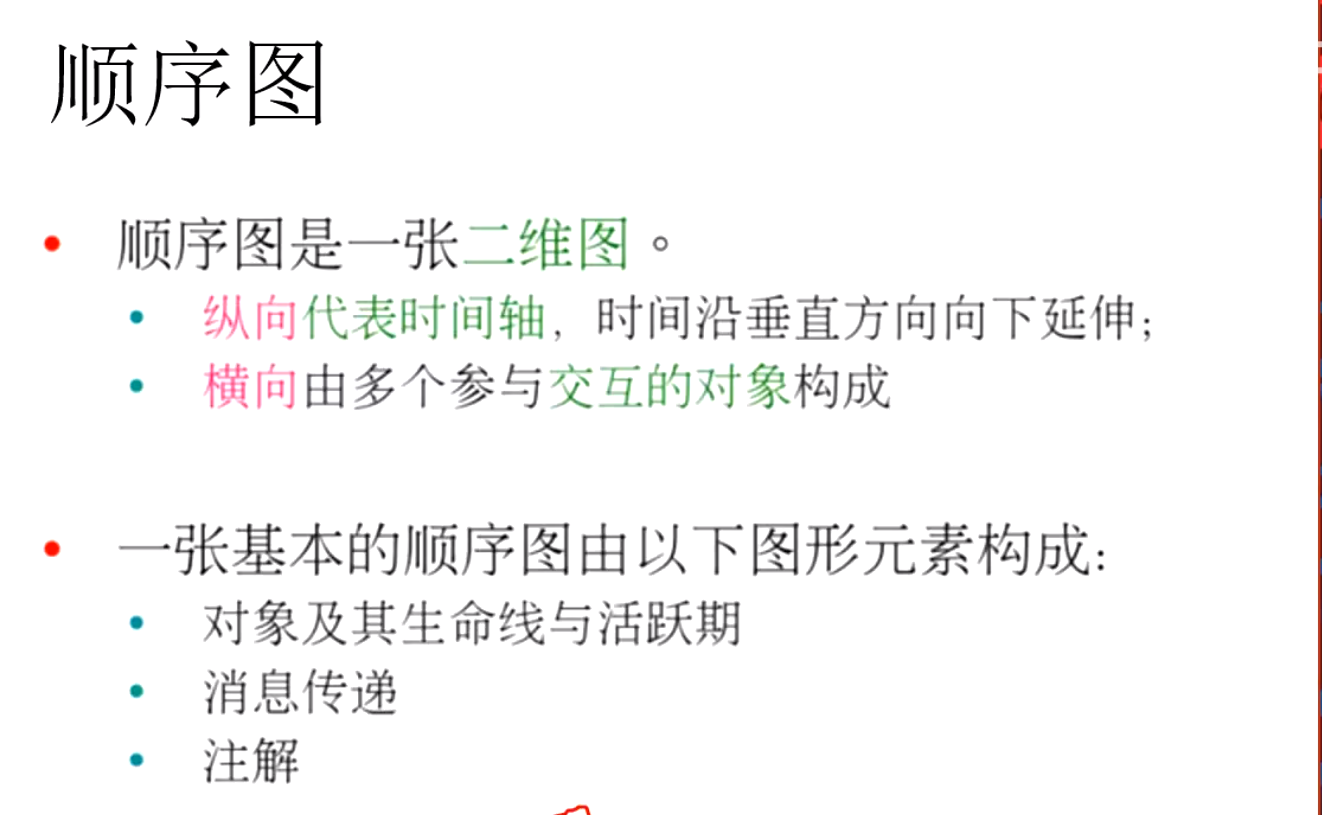 顺序图
顺序图是一张二维图。
纵向代表时间轴，时间沿垂直方向向下延伸；
横向由多个参与交互的对象构成
一张基本的顺序图由以下图形元素构成：
对象及其生命线与活跃期
消息传递
注解